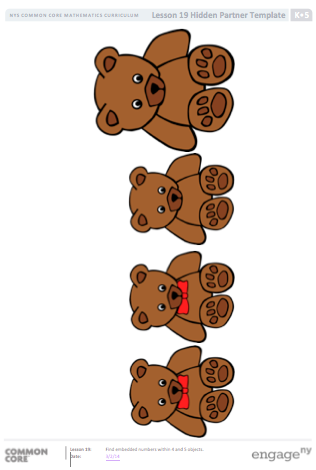 NYS COMMON CORE MATHEMATICS CURRICULUM
Lesson 19 Hidden Partner Template
K•5
COMMON
CORE
Lesson 19:
Find embedded numbers within 4 and 5 objects.
Date:
engage ny